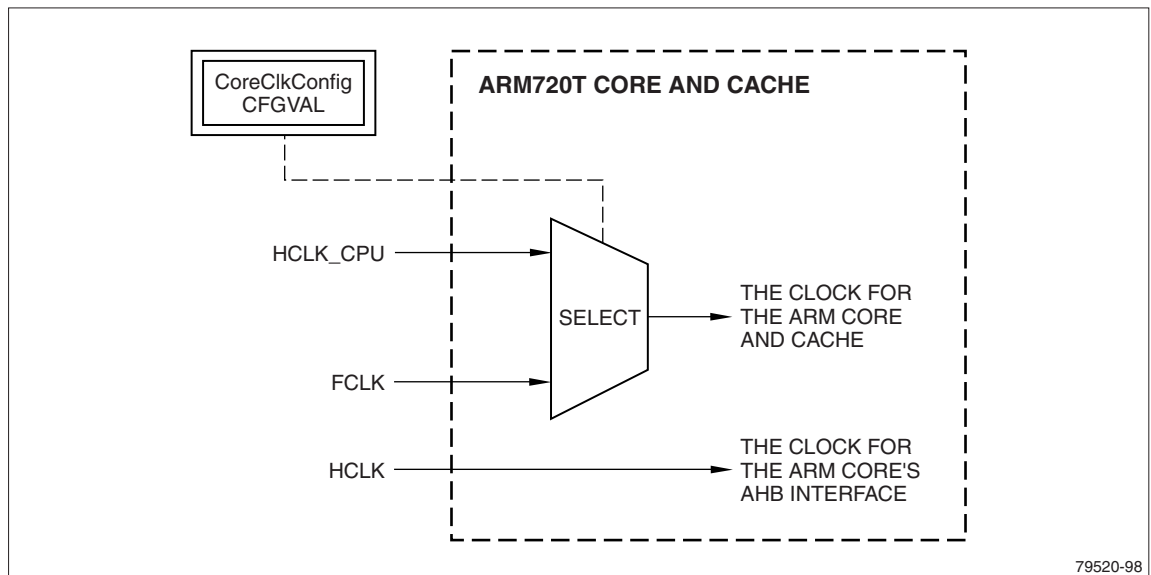 CoreClkConfig
CFGVAL
ARM720T CORE AND CACHE
HCLK_CPU
SELECT
THE CLOCK FOR
THE ARM CORE
AND CACHE
FCLK
HCLK
THE CLOCK FOR
THE ARM CORE'S
AHB INTERFACE
79520-98